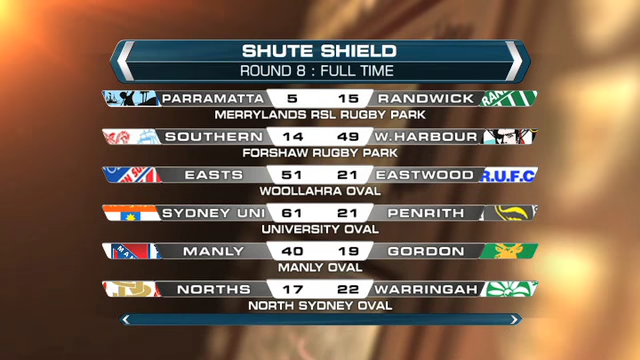 SHUTE SHIELD
ROUND 8 : FULL TIME
PARRAMATTA 5 15 RANDWICK
MERRYLANDS RSL RUGBY PARK
SOUTHERN 14 49 W.HARBOUR
FORSHAW RUGBY PARK
EASTS 51 21 EASTWOOD R.U.F.C
WOOLLAHRA OVAL
SYDNEY UNI 61 21 PENRITH
UNIVERSITY OVAL
MANLY 40 19 GORDON
MANLY OVAL
NORTHS 17 22 WARRINGAH
NORTH SYDNEY OVAL